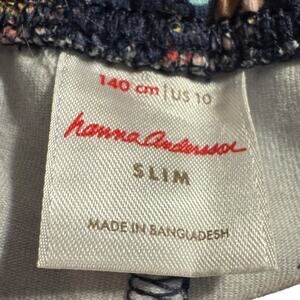 140 cm | US 10
hanna andersson
SLIM
MADE IN BANGLADESH